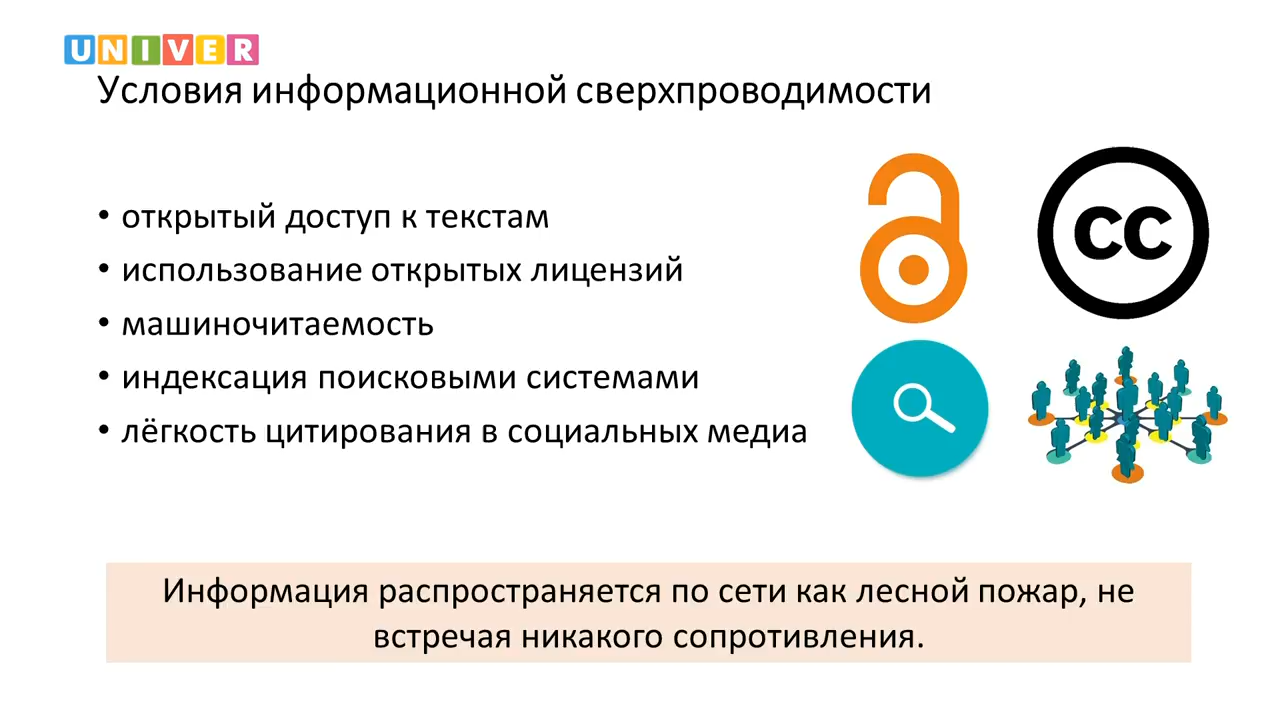 UNIVER
Условия информационной сверхпроводимости
• открытый доступ к текстам
• использование открытых лицензий
• машиночитаемость
• индексация поисковыми системами
• лёгкость цитирования в социальных медиа
cc
Информация распространяется по сети как лесной пожар, не
встречая никакого сопротивления.